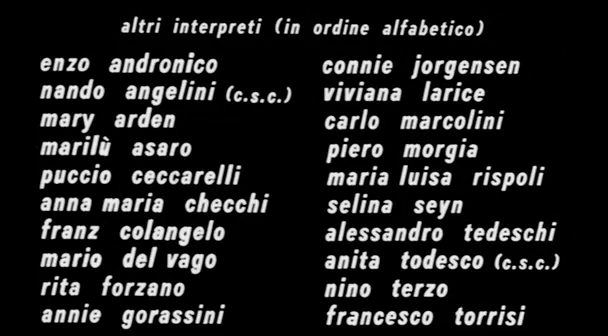 altri interpreti (in ordine alfabetico)
enzo andronico
nando angelini (c.s.c.)
mary arden
marilù asaro
puccio ceccarelli
anna maria checchi
franz colangelo
mario del vago
rita forzano
annie gorassini
connie jorgensen
viviana larice
carlo marcolini
piero morgia
maria luisa rispoli
selina seyn
alessandro tedeschi
anita todesco (c.s.c.)
nino terzo
francesco torrisi